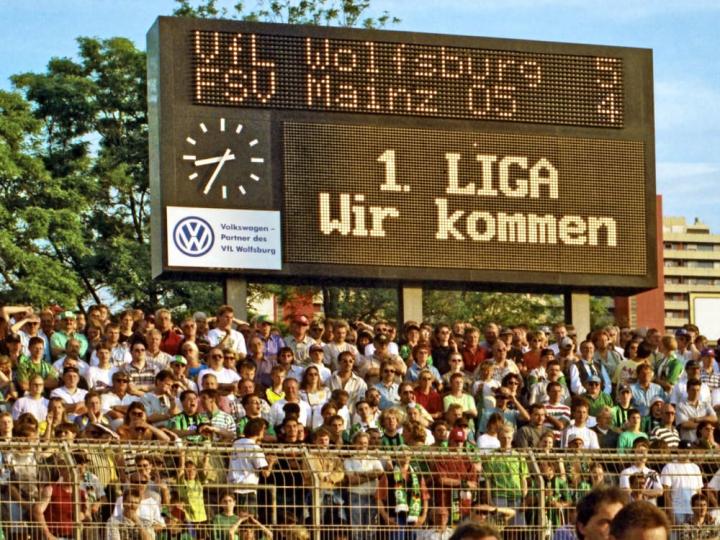 VfL Wolfsburg 5
FSV Mainz 05 4
1. LIGA
Wir kommen
Volkswagen –
Partner des
VfL Wolfsburg